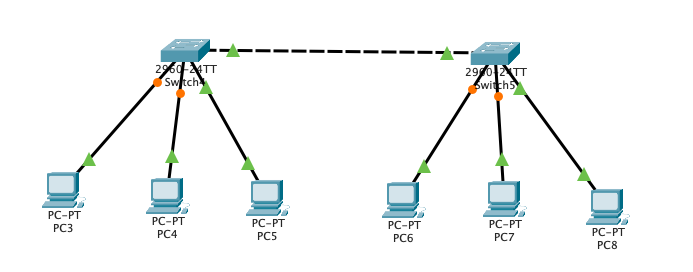 2960-24TT
Switch4
2960-24TT
Switch5
PC-PT
PC3
PC-PT
PC4
PC-PT
PC5
PC-PT
PC6
PC-PT
PC7
PC-PT
PC8